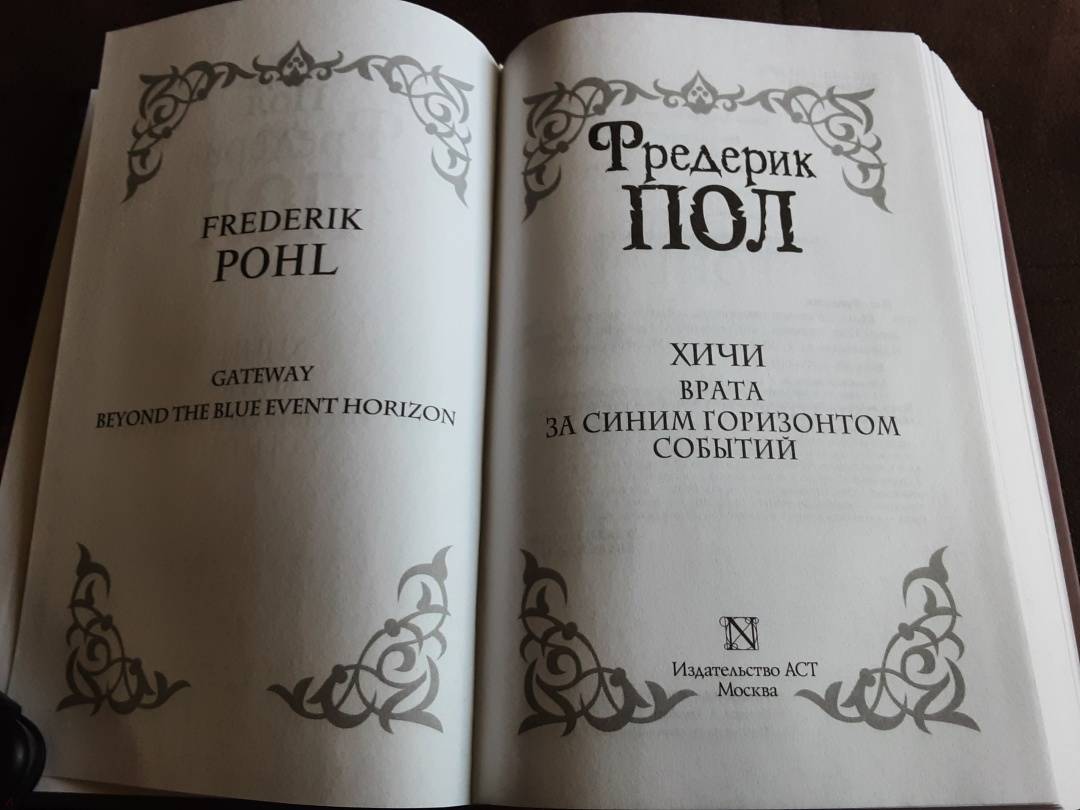 FREDERIK
POHL
GATEWAY
BEYOND THE BLUE EVENT HORIZON
Фредерик
ПОЛ
ХИЧИ
ВРАТА
ЗА СИНИМ ГОРИЗОНТОМ
СОБЫТИЙ
N
Издательство АСТ
Москва